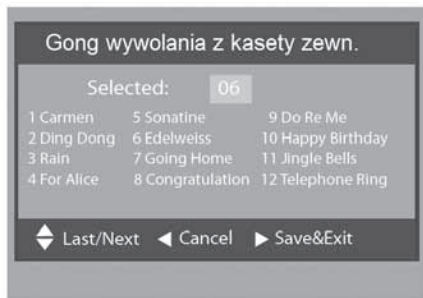 Gong wywolania z kasety zewn.
Selected: 06
1 Carmen 5 Sonatine 9 Do Re Me
2 Ding Dong 6 Edelweiss 10 Happy Birthday
3 Rain 7 Going Home 11 Jingle Bells
4 For Alice 8 Congratulation 12 Telephone Ring
Last/Next Cancel Save&Exit